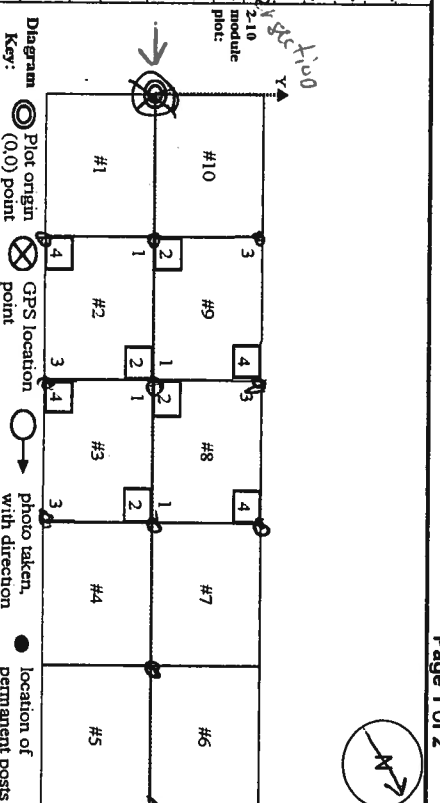 Page 1 of 2
section
2-10
module
plot:
Y
N
#10 #9 #8 #7 #6
3 4 3 4
2 1 2 1
1 2 1 2
#1 #2 #3 #4 #5
4 3 4 3
Diagram
Key:
Plot origin
(0,0) point
GPS location
point
photo taken,
with direction
location of
permanent posts